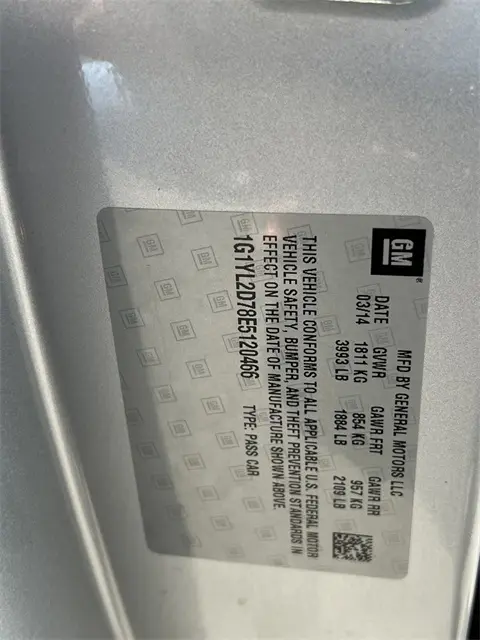 GM
MFD BY GENERAL MOTORS LLC
DATE GVWR GAWR FRT GAWR RR
03/14 1811 KG 854 KG 957 KG
3993 LB 1884 LB 2109 LB
THIS VEHICLE CONFORMS TO ALL APPLICABLE U.S. FEDERAL MOTOR
VEHICLE SAFETY, BUMPER, AND THEFT PREVENTION STANDARDS IN
EFFECT ON THE DATE OF MANUFACTURE SHOWN ABOVE.
1G1YL2D78E5120466 TYPE: PASS CAR